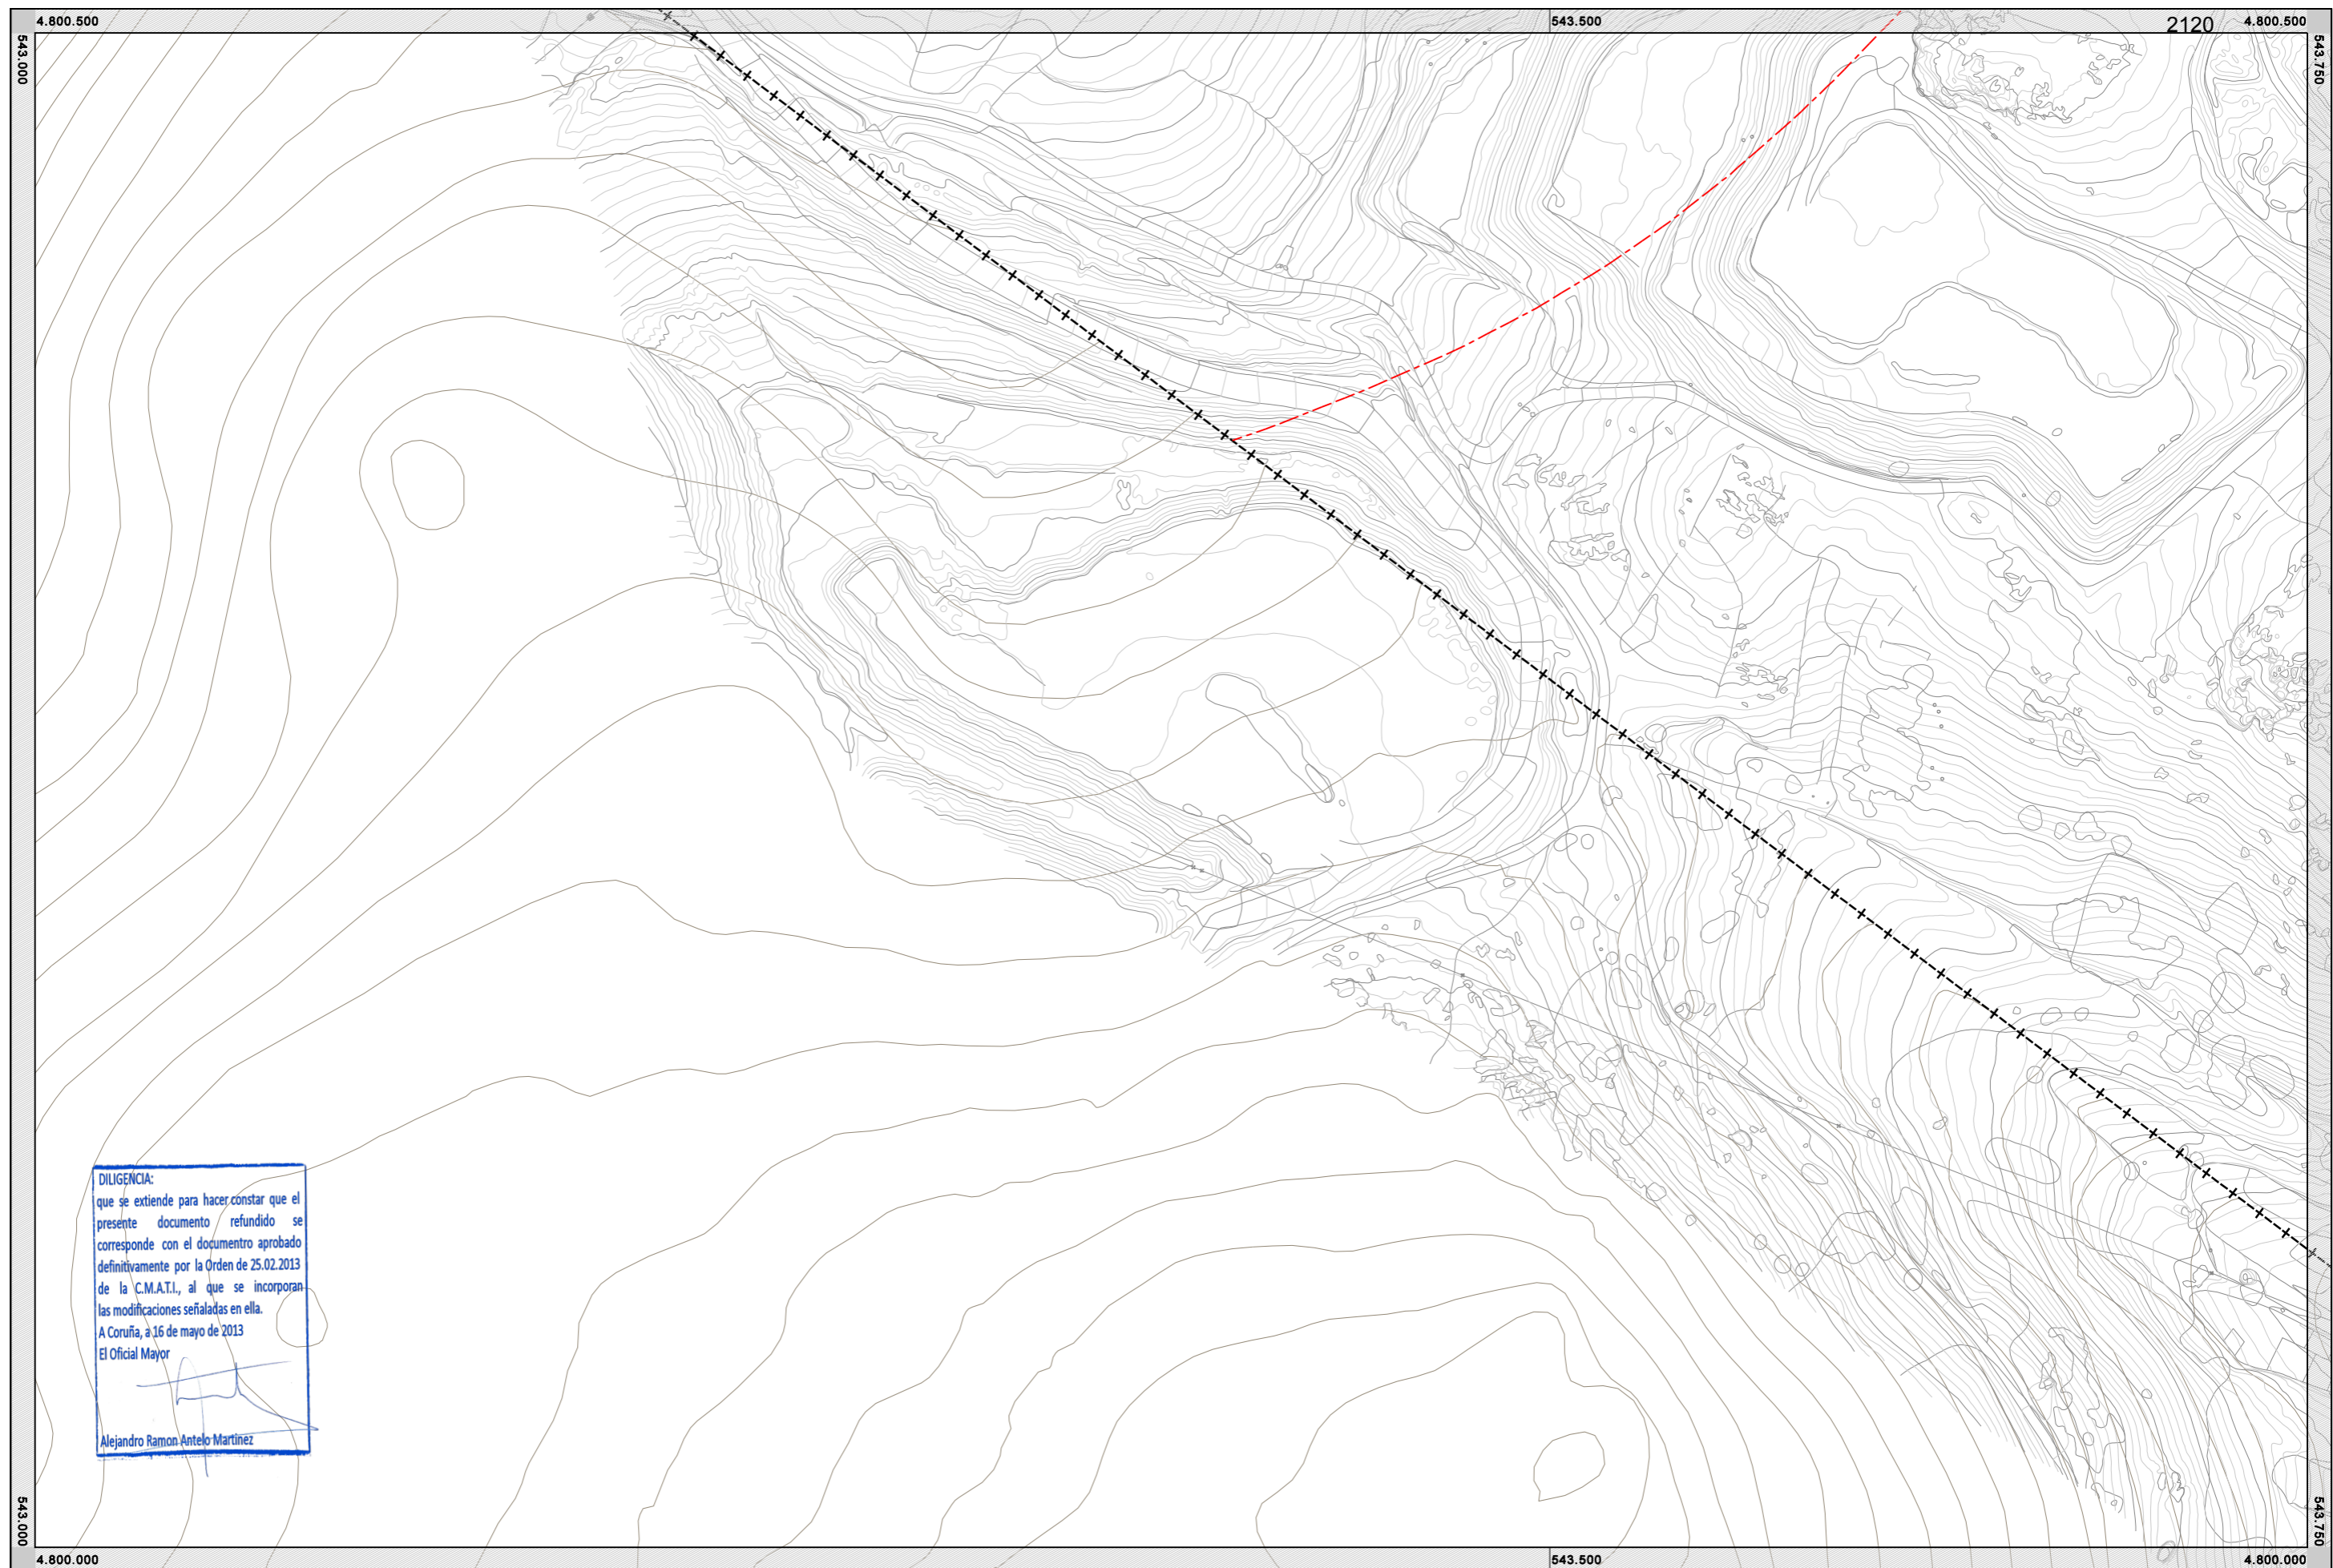 4.800.500
543.500
2120
4.800.500
543.000
543.750
DILIGENCIA:
que se extiende para hacer constar que el
presente documento refundido se
corresponde con el documentro aprobado
definitivamente por la Orden de 25.02.2013
de la C.M.A.T.I., al que se incorporan
las modificaciones señaladas en ella.
A Coruña, a 16 de mayo de 2013
El Oficial Mayor
Alejandro Ramon Antelo Martinez
543.000
543.750
4.800.000
543.500
4.800.000